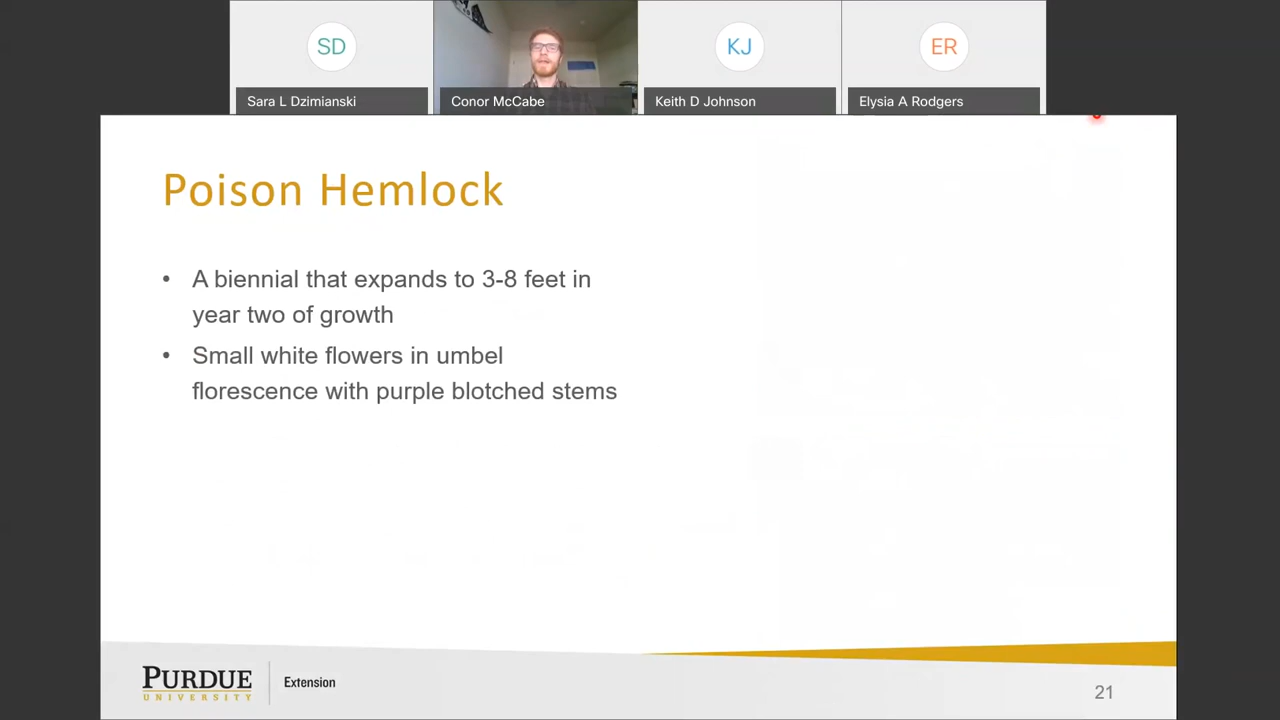 SD
KJ
ER
Sara L Dzimianski
Conor McCabe
Keith D Johnson
Elysia A Rodgers
Poison Hemlock
• A biennial that expands to 3-8 feet in
year two of growth
• Small white flowers in umbel
florescence with purple blotched stems
PURDUE
UNIVERSITY
Extension
21